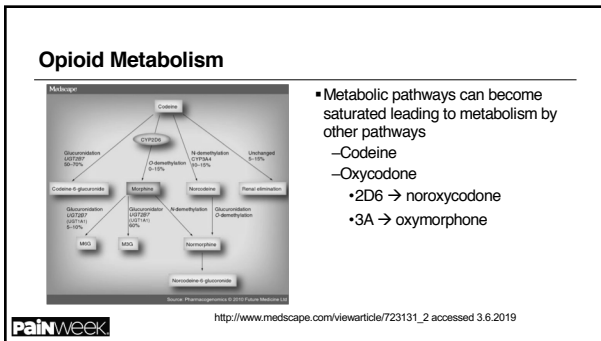 Opioid Metabolism
Medscape
Codeine
CYP2D6
Glucuronidation
UGT2B7
50–70%
O-demethylation
0–15%
N-demethylation
CYP3A4
10–15%
Unchanged
5–15%
Codeine-6-glucuronide
Morphine
Norcodeine
Renal elimination
Glucuronidation
UGT2B7
(UGT1A1)
5–10%
Glucuronidation
UGT2B7
(UGT1A1)
60%
N-demethylation
Glucuronidation
O-demethylation
M6G
M3G
Normorphine
Norcodeine-6-glucuronide
Source: Pharmacogenomics © 2010 Future Medicine Ltd
▪Metabolic pathways can become
saturated leading to metabolism by
other pathways
–Codeine
–Oxycodone
•2D6 → noroxycodone
•3A → oxymorphone
PAINWEEK.
http://www.medscape.com/viewarticle/723131_2 accessed 3.6.2019